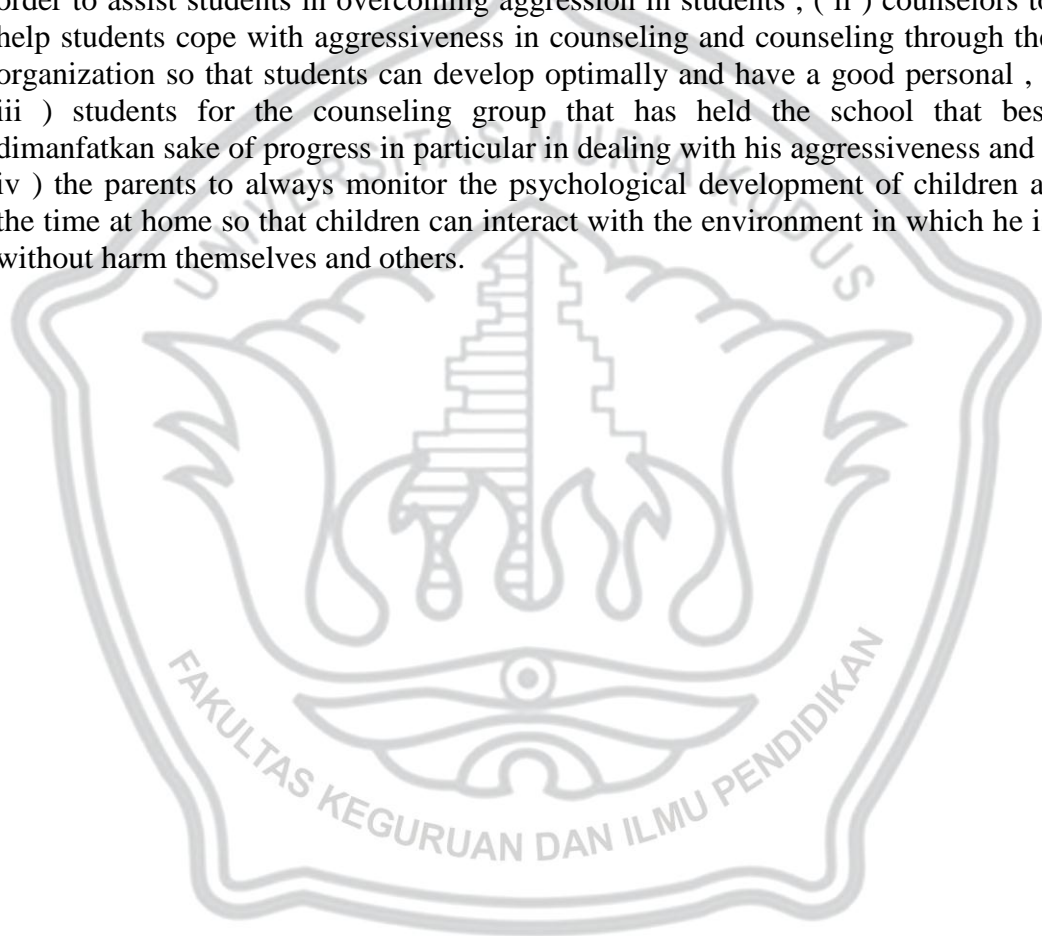 order to assist students in overcoming aggression in students , ( ii ) counselors to
help students cope with aggressiveness in counseling and counseling through the
organization so that students can develop optimally and have a good personal ,
iii ) students for the counseling group that has held the school that
dimanfatkan sake of progress in particular in dealing with his aggressiveness and
iv ) the parents to always monitor the psychological development of children
the time at home so that children can interact with the environment in which he
without harm themselves and others.
UNIVERSITAS MURIA KUDUS
FAKULTAS KEGURUAN DAN ILMU PENDIDIKAN